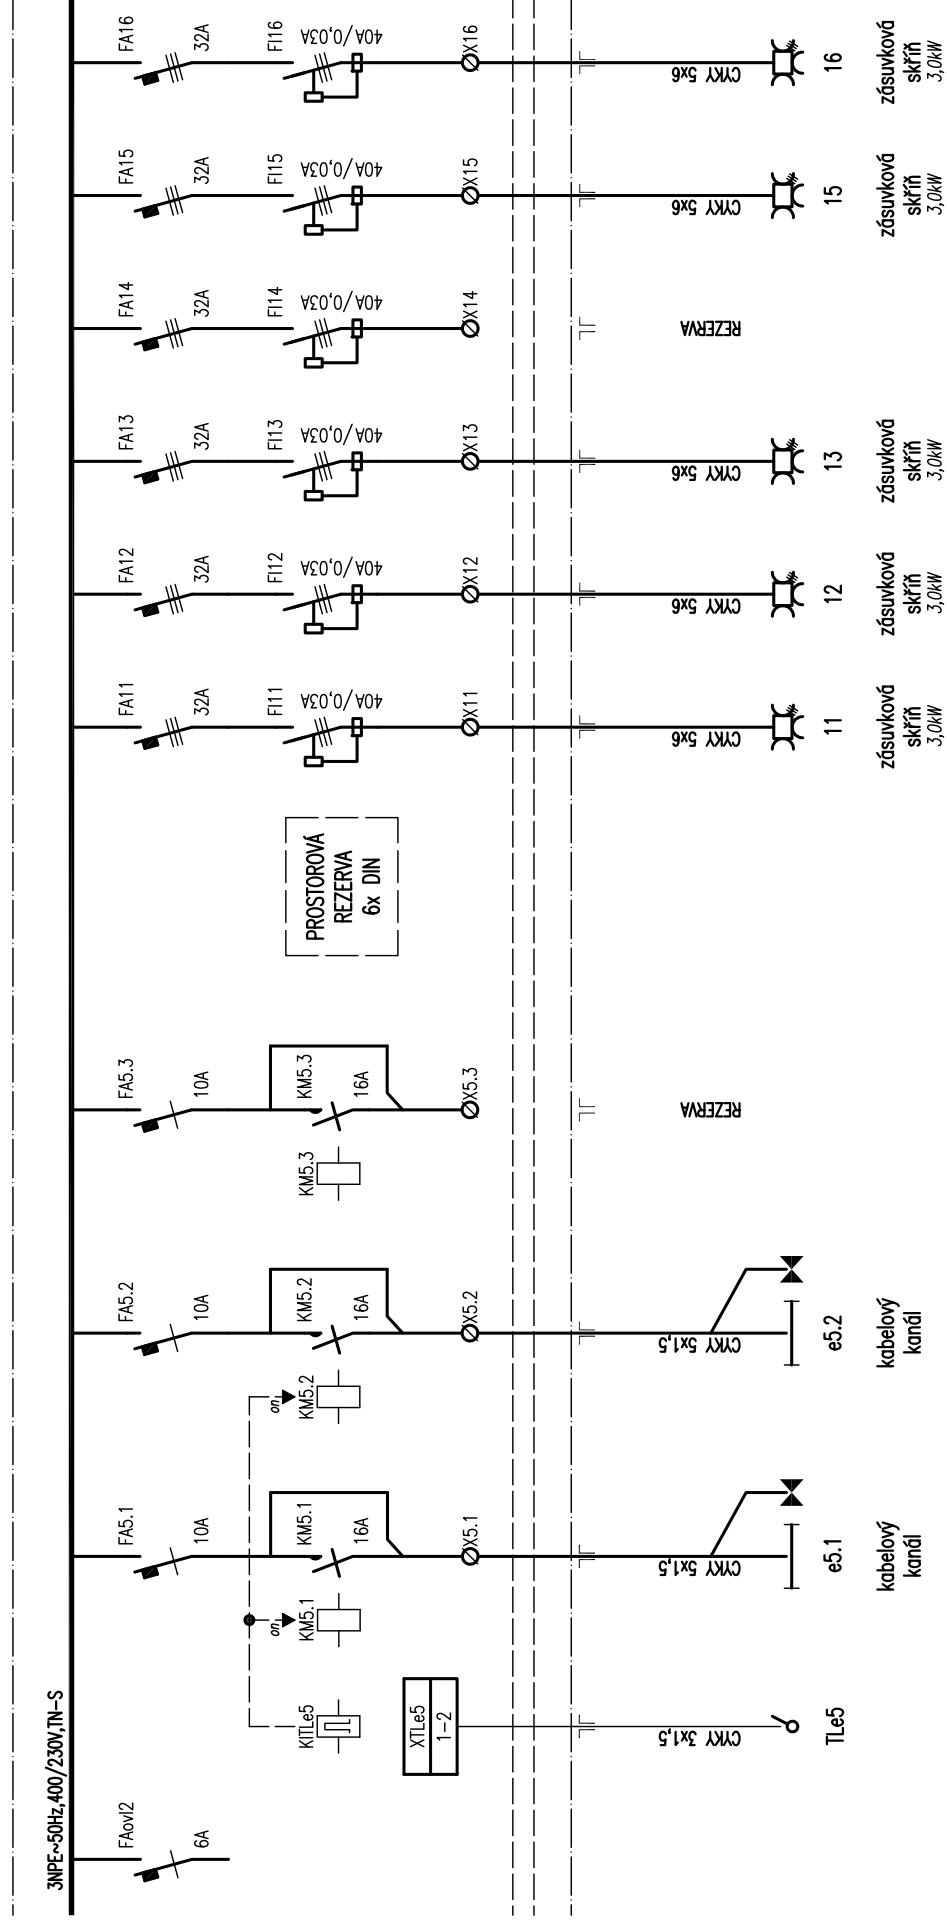 3NPE~50Hz,400/230V,TN-S
FAovl2
6A
KITLe5
XTLe5
1-2
CYKY 3x1,5
TLe5
FA5.1
10A
on
KM5.1
KM5.1
16A
X5.1
CYKY 5x1,5
e5.1
kabelový
kanál
FA5.2
10A
on
KM5.2
KM5.2
16A
X5.2
CYKY 5x1,5
e5.2
kabelový
kanál
FA5.3
10A
KM5.3
KM5.3
16A
X5.3
REZERVA
PROSTOROVÁ
REZERVA
6x DIN
FA11
32A
FI11
40A/0,03A
X11
CYKY 5x6
11
zásuvková
skříň
3,0kW
FA12
32A
FI12
40A/0,03A
X12
CYKY 5x6
12
zásuvková
skříň
3,0kW
FA13
32A
FI13
40A/0,03A
X13
CYKY 5x6
13
zásuvková
skříň
3,0kW
FA14
32A
FI14
40A/0,03A
X14
REZERVA
FA15
32A
FI15
40A/0,03A
X15
CYKY 5x6
15
zásuvková
skříň
3,0kW
FA16
32A
FI16
40A/0,03A
X16
CYKY 5x6
16
zásuvková
skříň
3,0kW